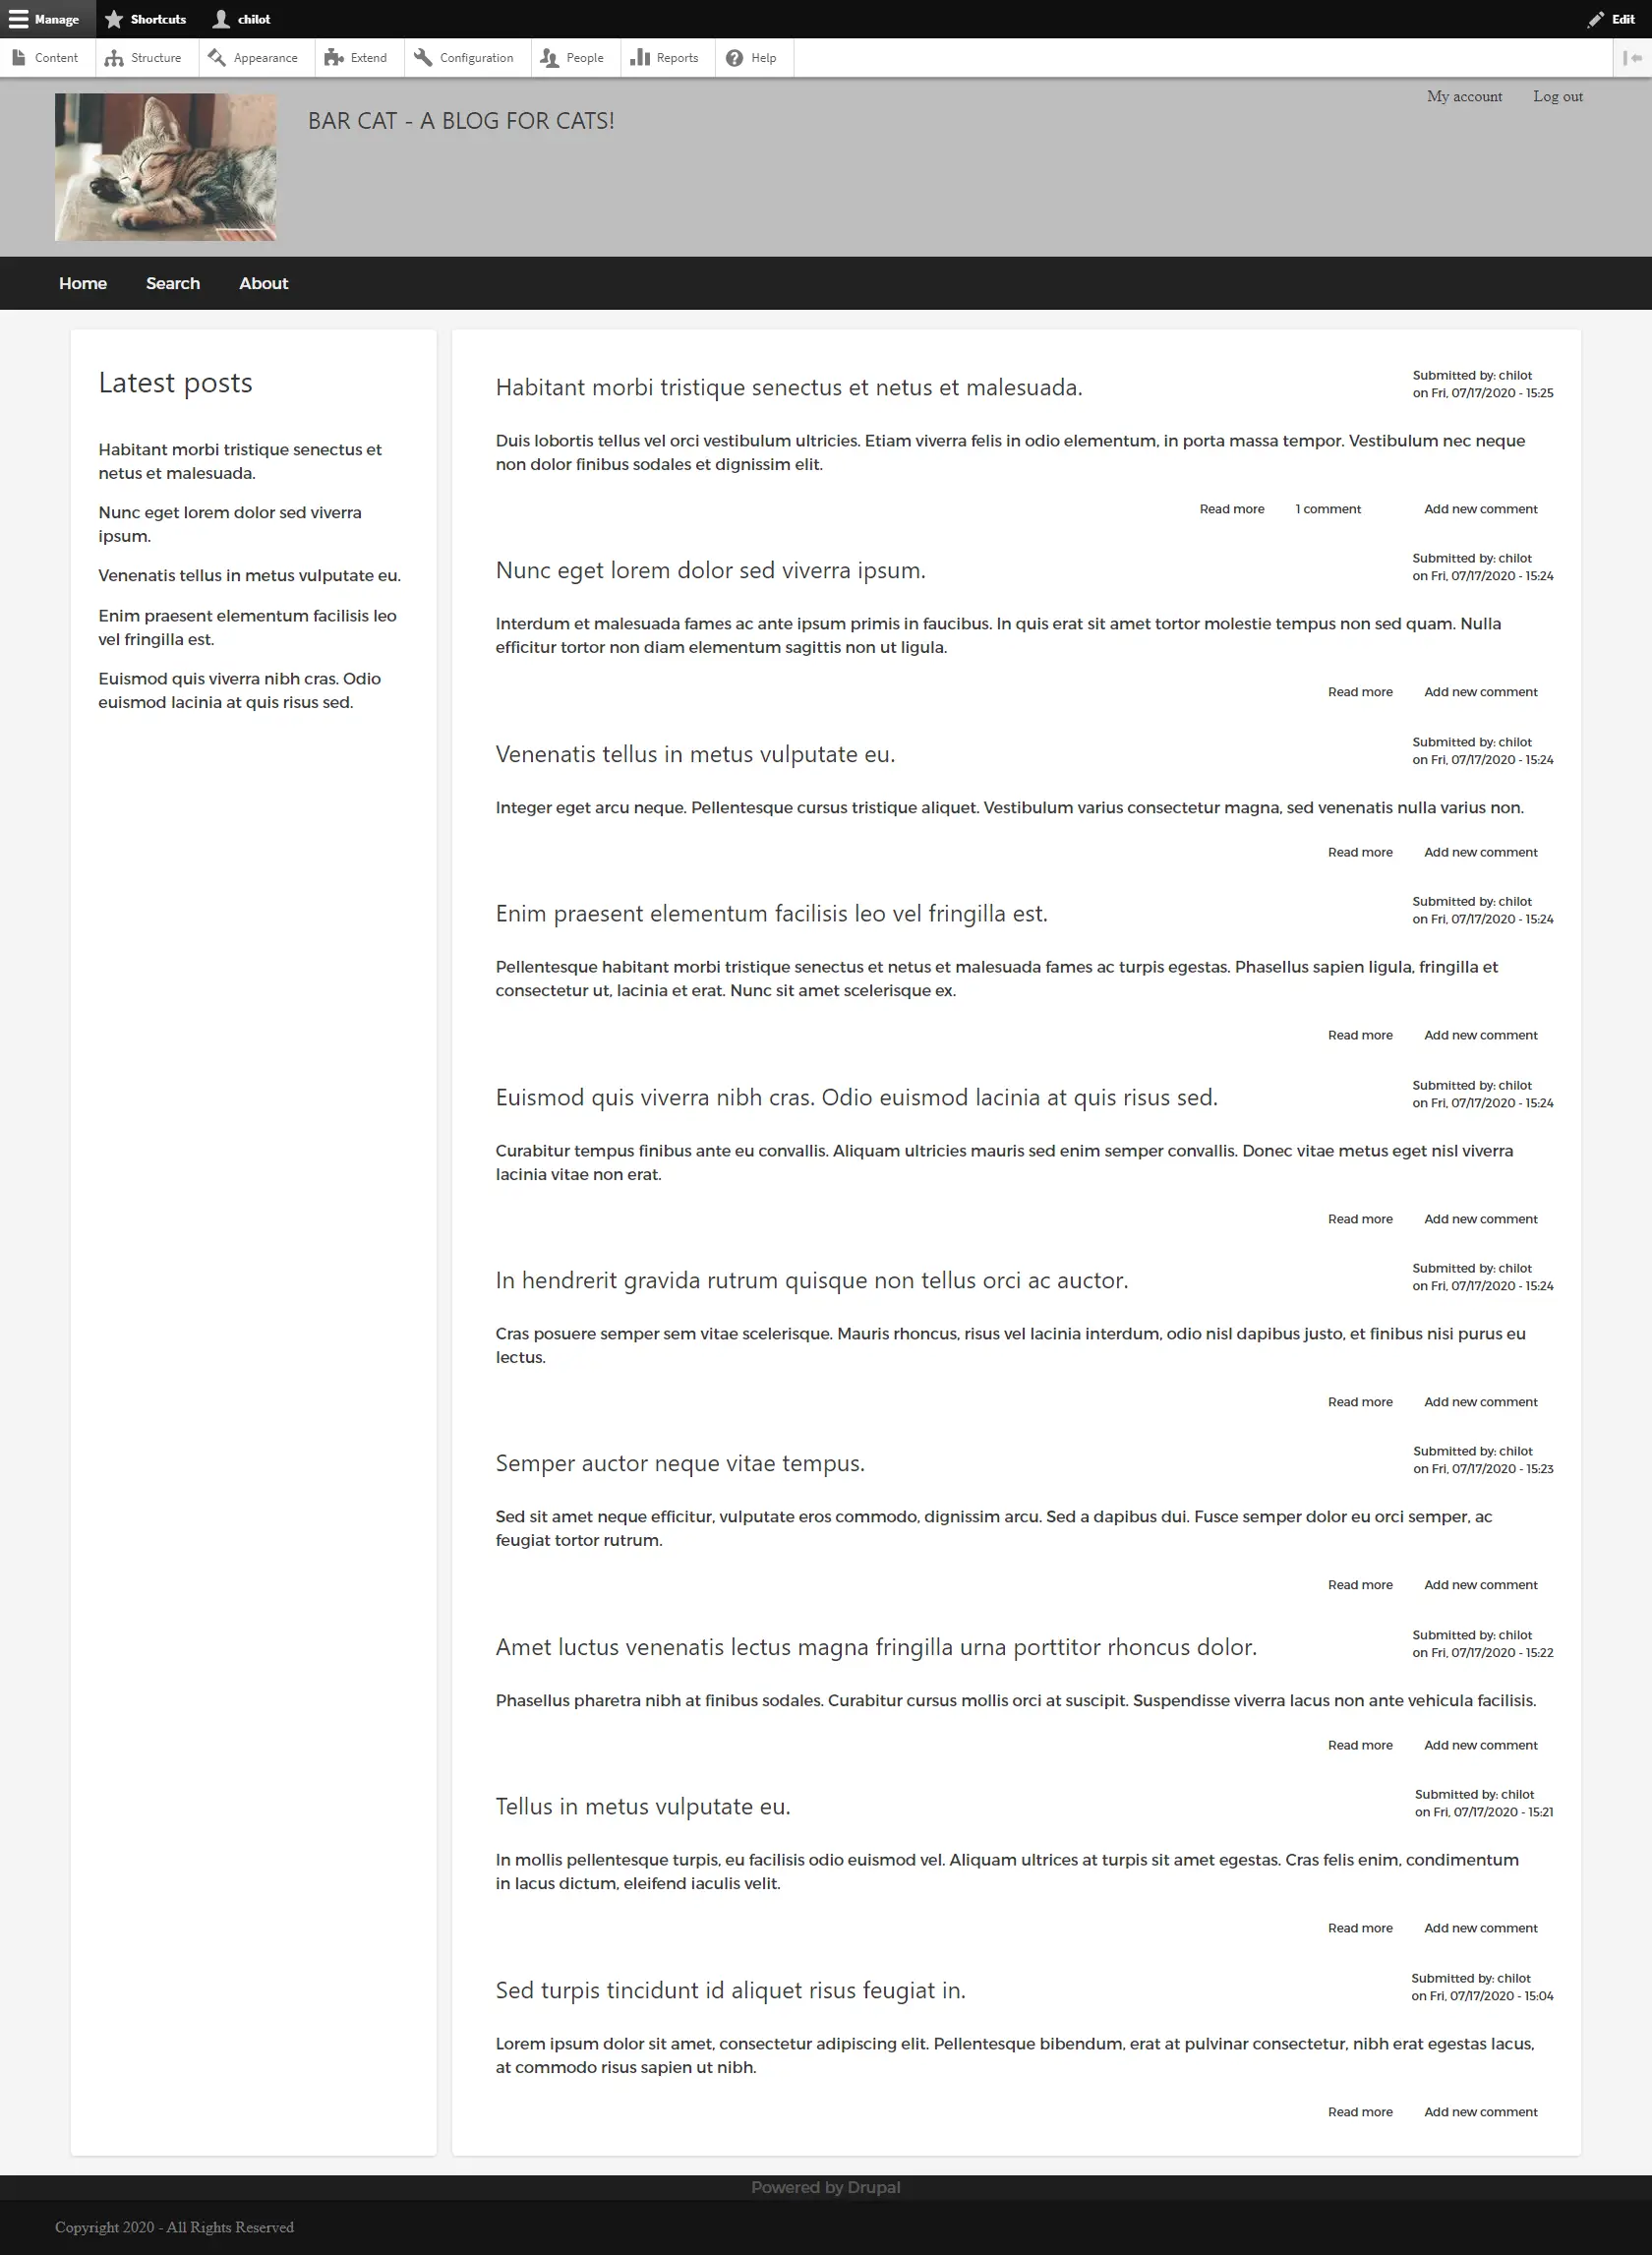 Manage
Shortcuts
chilot
Edit
Content
Structure
Appearance
Extend
Configuration
People
Reports
Help
My account
Log out
BAR CAT - A BLOG FOR CATS!
Home
Search
About
Latest posts
Habitant morbi tristique senectus et
netus et malesuada.
Nunc eget lorem dolor sed viverra
ipsum.
Venenatis tellus in metus vulputate eu.
Enim praesent elementum facilisis leo
vel fringilla est.
Euismod quis viverra nibh cras. Odio
euismod lacinia at quis risus sed.
Habitant morbi tristique senectus et netus et malesuada.
Submitted by: chilot
on Fri, 07/17/2020 - 15:25
Duis lobortis tellus vel orci vestibulum ultricies. Etiam viverra felis in odio elementum, in porta massa tempor. Vestibulum nec neque
non dolor finibus sodales et dignissim elit.
Read more
1 comment
Add new comment
Nunc eget lorem dolor sed viverra ipsum.
Submitted by: chilot
on Fri, 07/17/2020 - 15:24
Interdum et malesuada fames ac ante ipsum primis in faucibus. In quis erat sit amet tortor molestie tempus non sed quam. Nulla
efficitur tortor non diam elementum sagittis non ut ligula.
Read more
Add new comment
Venenatis tellus in metus vulputate eu.
Submitted by: chilot
on Fri, 07/17/2020 - 15:24
Integer eget arcu neque. Pellentesque cursus tristique aliquet. Vestibulum varius consectetur magna, sed venenatis nulla varius non.
Read more
Add new comment
Enim praesent elementum facilisis leo vel fringilla est.
Submitted by: chilot
on Fri, 07/17/2020 - 15:24
Pellentesque habitant morbi tristique senectus et netus et malesuada fames ac turpis egestas. Phasellus sapien ligula, fringilla et
consectetur ut, lacinia et erat. Nunc sit amet scelerisque ex.
Read more
Add new comment
Euismod quis viverra nibh cras. Odio euismod lacinia at quis risus sed.
Submitted by: chilot
on Fri, 07/17/2020 - 15:24
Curabitur tempus finibus ante eu convallis. Aliquam ultricies mauris sed enim semper convallis. Donec vitae metus eget nisl viverra
lacinia vitae non erat.
Read more
Add new comment
In hendrerit gravida rutrum quisque non tellus orci ac auctor.
Submitted by: chilot
on Fri, 07/17/2020 - 15:24
Cras posuere semper sem vitae scelerisque. Mauris rhoncus, risus vel lacinia interdum, odio nisl dapibus justo, et finibus nisi purus eu
lectus.
Read more
Add new comment
Semper auctor neque vitae tempus.
Submitted by: chilot
on Fri, 07/17/2020 - 15:23
Sed sit amet neque efficitur, vulputate eros commodo, dignissim arcu. Sed a dapibus dui. Fusce semper dolor eu orci semper, ac
feugiat tortor rutrum.
Read more
Add new comment
Amet luctus venenatis lectus magna fringilla urna porttitor rhoncus dolor.
Submitted by: chilot
on Fri, 07/17/2020 - 15:22
Phasellus pharetra nibh at finibus sodales. Curabitur cursus mollis orci at suscipit. Suspendisse viverra lacus non ante vehicula facilisis.
Read more
Add new comment
Tellus in metus vulputate eu.
Submitted by: chilot
on Fri, 07/17/2020 - 15:21
In mollis pellentesque turpis, eu facilisis odio euismod vel. Aliquam ultrices at turpis sit amet egestas. Cras felis enim, condimentum
in lacus dictum, eleifend iaculis velit.
Read more
Add new comment
Sed turpis tincidunt id aliquet risus feugiat in.
Submitted by: chilot
on Fri, 07/17/2020 - 15:04
Lorem ipsum dolor sit amet, consectetur adipiscing elit. Pellentesque bibendum, erat at pulvinar consectetur, nibh erat egestas lacus,
at commodo risus sapien ut nibh.
Read more
Add new comment
Powered by Drupal
Copyright 2020 - All Rights Reserved